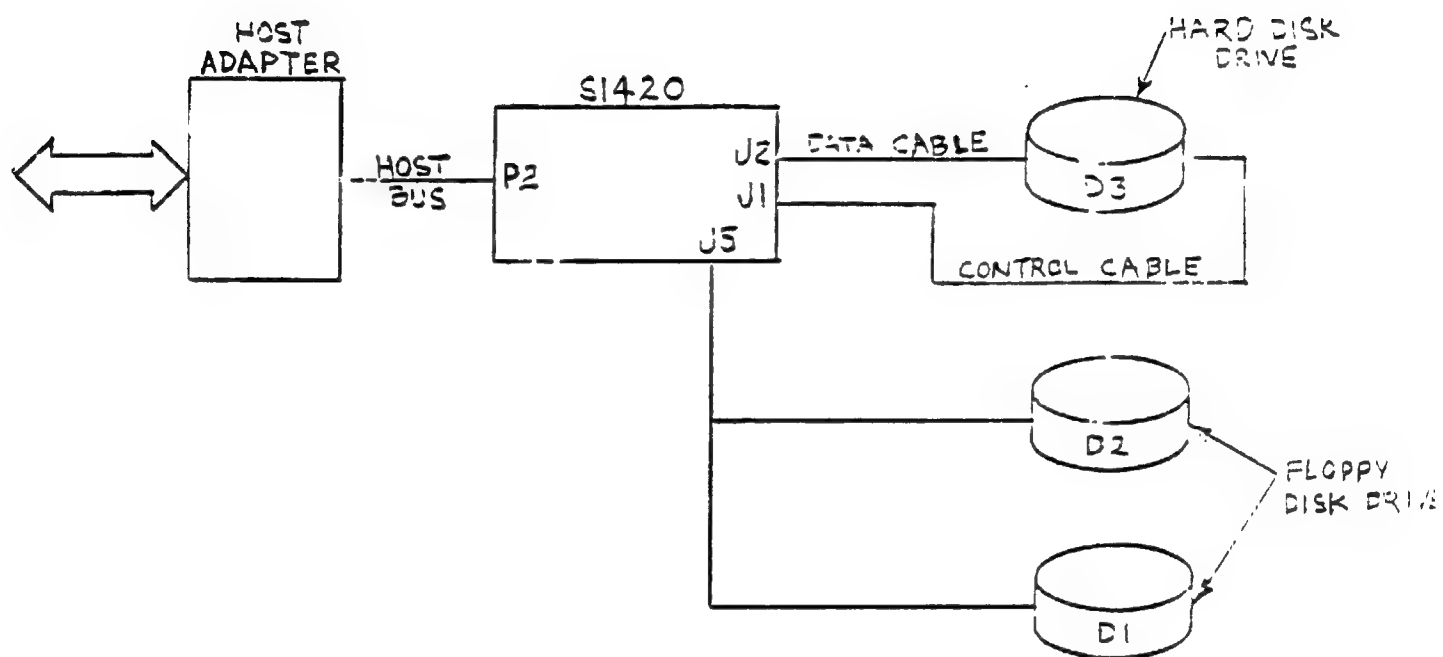 HOST
ADAPTER
S1420
HARD DISK
DRIVE
HOST
BUS
P2
J2
J1
J5
DATA CABLE
D3
CONTROL CABLE
D2
FLOPPY
DISK DRIVE
D1